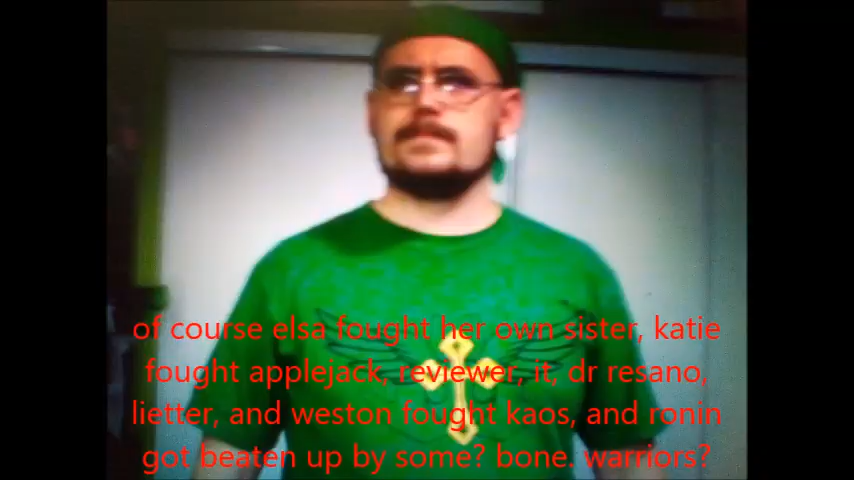 of course elsa fought her own sister, katie
fought applejack, reviewer, it, dr resano,
lietter, and weston fought kaos, and ronin
got beaten up by some? bone. warriors?